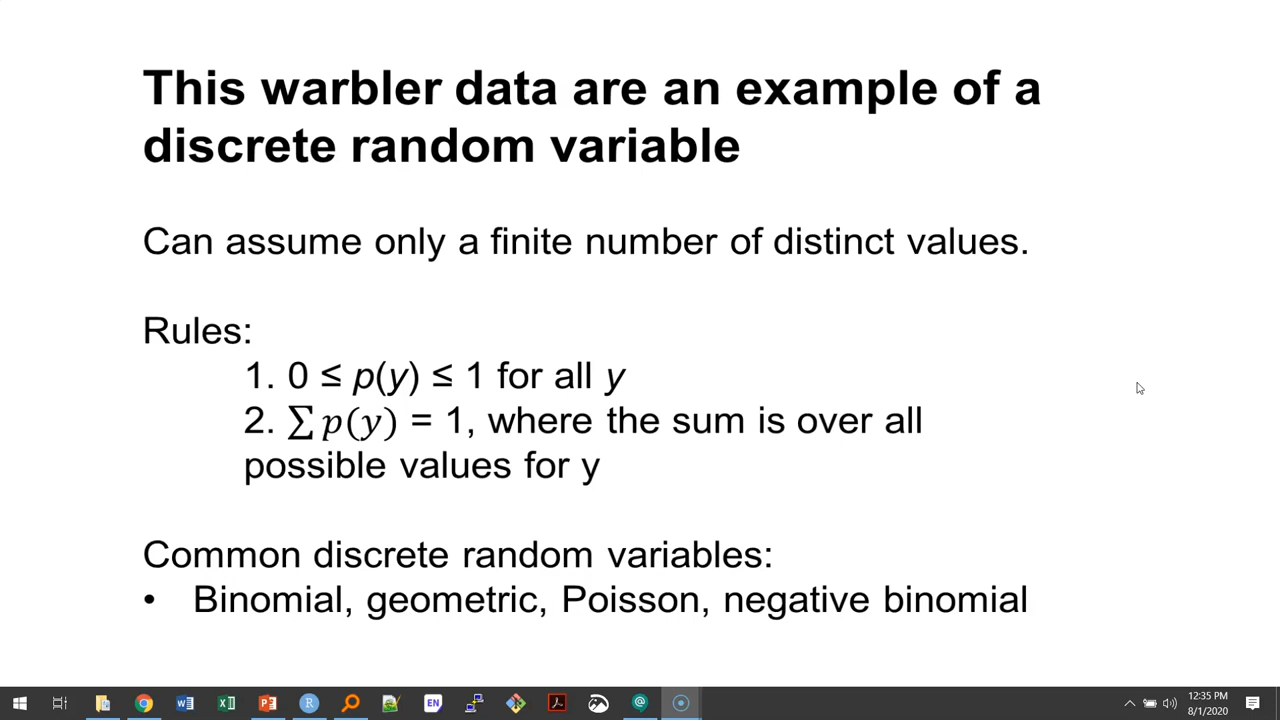 This warbler data are an example of a
discrete random variable
Can assume only a finite number of distinct values.
Rules:
1. 0 ≤ p(y) ≤ 1 for all y
2. ∑ p(y) = 1, where the sum is over all
possible values for y
Common discrete random variables:
• Binomial, geometric, Poisson, negative binomial
EN
12:35 PM
8/1/2020